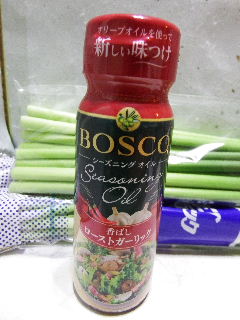 オリーブオイルを使って
新しい味つけ
BOSCO
シーズニング オイル
Seasoning
Oil
香ばし
ローストガーリック